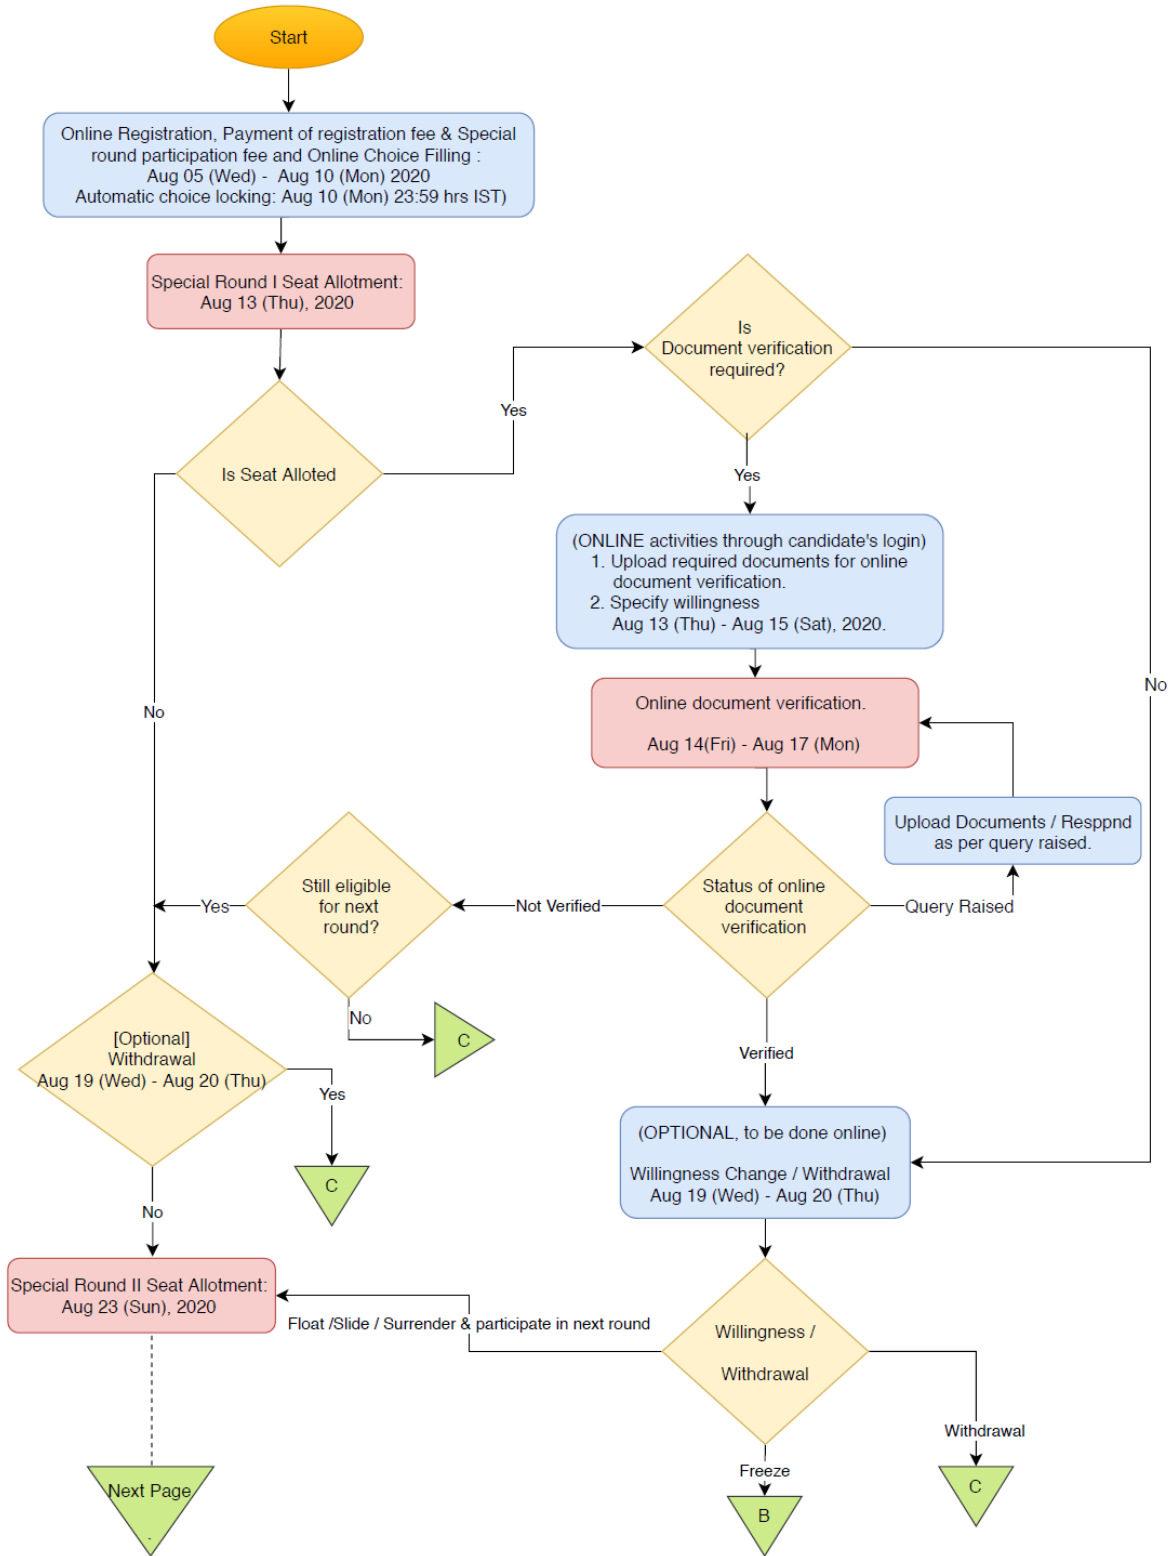 Start
Online Registration, Payment of registration fee & Special
round participation fee and Online Choice Filling :
Aug 05 (Wed) - Aug 10 (Mon) 2020
Automatic choice locking: Aug 10 (Mon) 23:59 hrs IST)
Special Round I Seat Allotment:
Aug 13 (Thu), 2020
Is Seat Alloted
Yes
No
Is
Document verification
required?
Yes
No
(ONLINE activities through candidate's login)
1. Upload required documents for online
document verification.
2. Specify willingness
Aug 13 (Thu) - Aug 15 (Sat), 2020.
Online document verification.
Aug 14(Fri) - Aug 17 (Mon)
Upload Documents / Resppnd
as per query raised.
Status of online
document
verification
Query Raised
Not Verified
Verified
Still eligible
for next
round?
Yes
No
C
[Optional]
Withdrawal
Aug 19 (Wed) - Aug 20 (Thu)
Yes
C
No
(OPTIONAL, to be done online)
Willingness Change / Withdrawal
Aug 19 (Wed) - Aug 20 (Thu)
Special Round II Seat Allotment:
Aug 23 (Sun), 2020
Float /Slide / Surrender & participate in next round
Willingness /
Withdrawal
Withdrawal
C
Freeze
B
Next Page
.